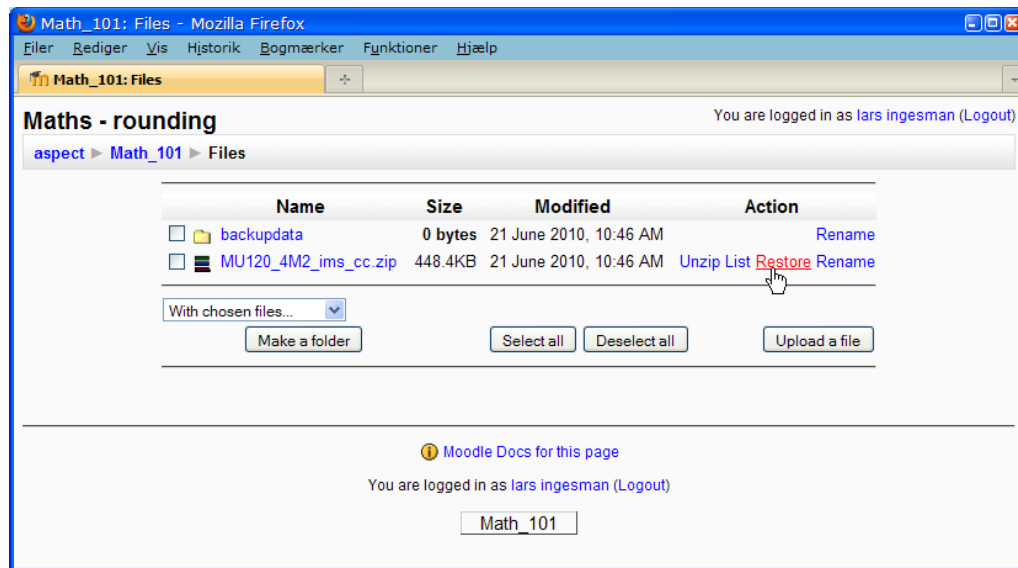 Math_101: Files - Mozilla Firefox
Filer Rediger Vis Historik Bogmærker Funktioner Hjælp
Math_101: Files
Maths - rounding
You are logged in as lars ingesman (Logout)
aspect ► Math_101 ► Files
Name Size Modified Action
backupdata 0 bytes 21 June 2010, 10:46 AM Rename
MU120_4M2_ims_cc.zip 448.4KB 21 June 2010, 10:46 AM Unzip List Restore Rename
With chosen files...
Make a folder Select all Deselect all Upload a file
Moodle Docs for this page
You are logged in as lars ingesman (Logout)
Math_101